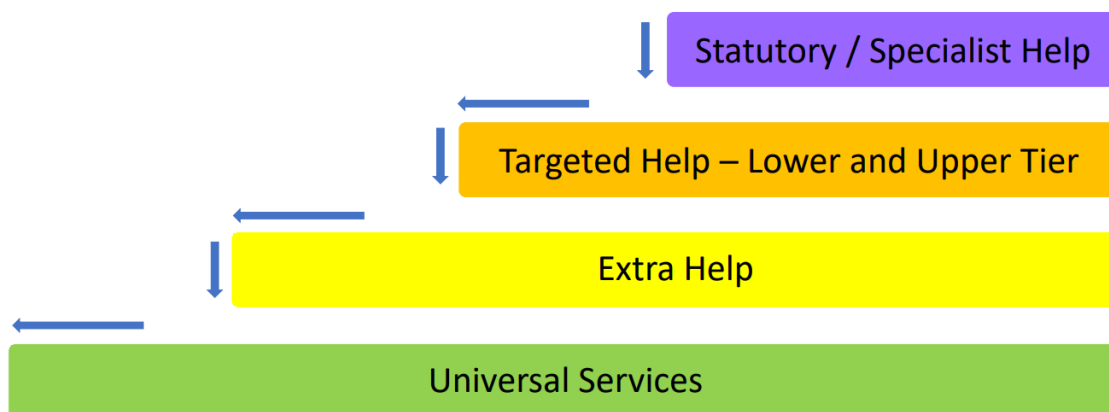 Statutory / Specialist Help
Targeted Help – Lower and Upper Tier
Extra Help
Universal Services